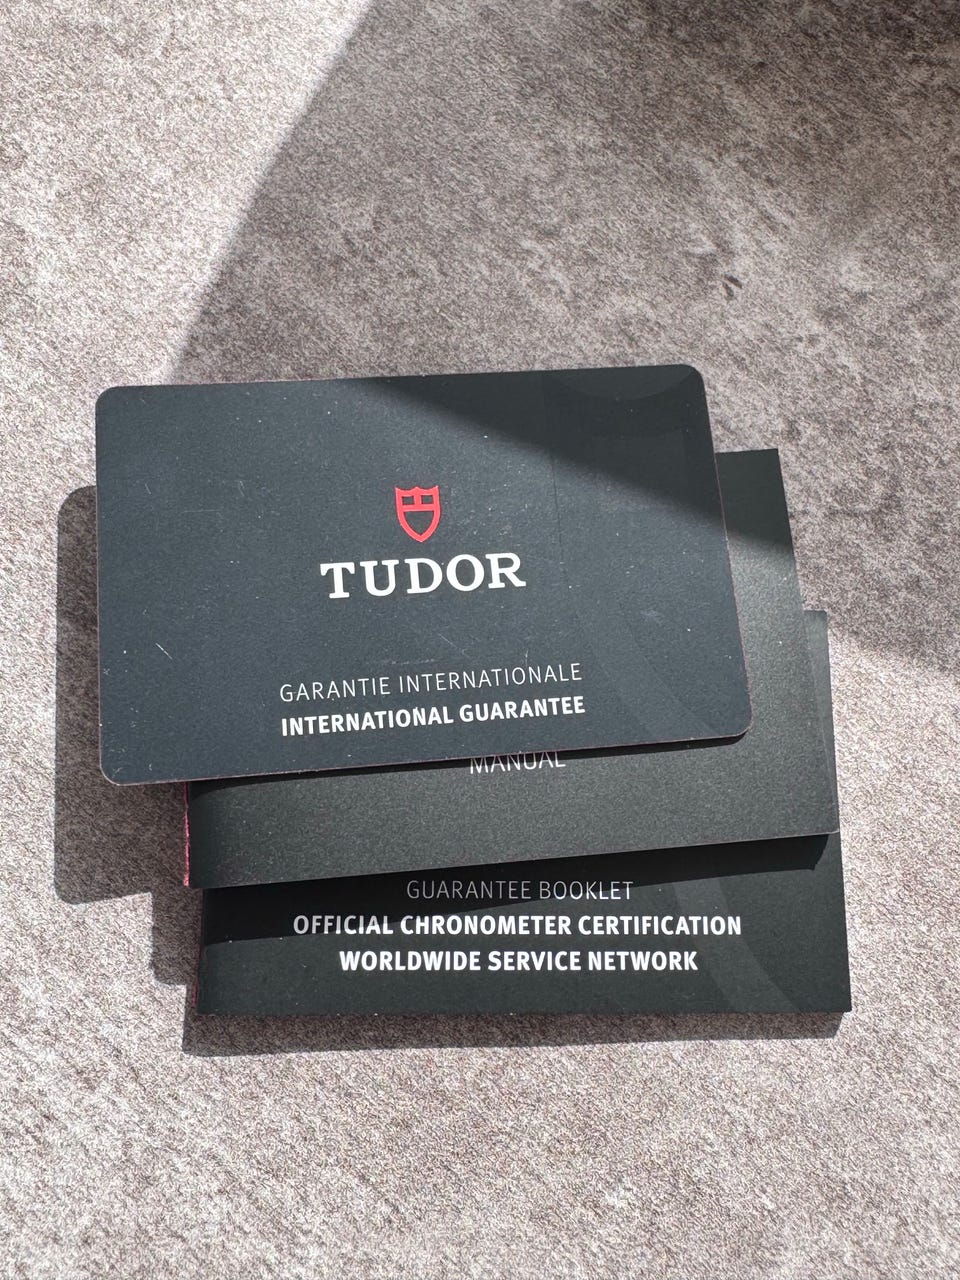 TUDOR
GARANTIE INTERNATIONALE
INTERNATIONAL GUARANTEE
MANUAL
GUARANTEE BOOKLET
OFFICIAL CHRONOMETER CERTIFICATION
WORLDWIDE SERVICE NETWORK